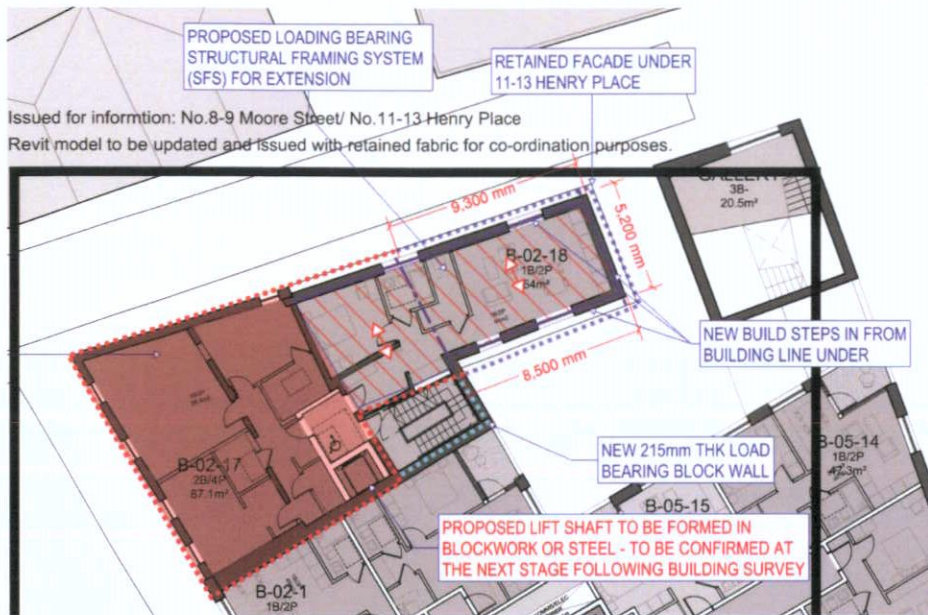 PROPOSED LOADING BEARING
STRUCTURAL FRAMING SYSTEM
(SFS) FOR EXTENSION
RETAINED FACADE UNDER
11-13 HENRY PLACE
Issued for informtion: No.8-9 Moore Street/ No.11-13 Henry Place
Revit model to be updated and issued with retained fabric for co-ordination purposes.
GALLERY
3B-
20.5m²
9,300 mm
5,200 mm
B-02-18
1B/2P
54m²
NEW BUILD STEPS IN FROM
BUILDING LINE UNDER
8,500 mm
B-02-17
2B/4P
87.1m²
NEW 215mm THK LOAD
BEARING BLOCK WALL
B-05-14
1B/2P
47.3m²
B-05-15
PROPOSED LIFT SHAFT TO BE FORMED IN
BLOCKWORK OR STEEL - TO BE CONFIRMED AT
THE NEXT STAGE FOLLOWING BUILDING SURVEY
B-02-1
1B/2P